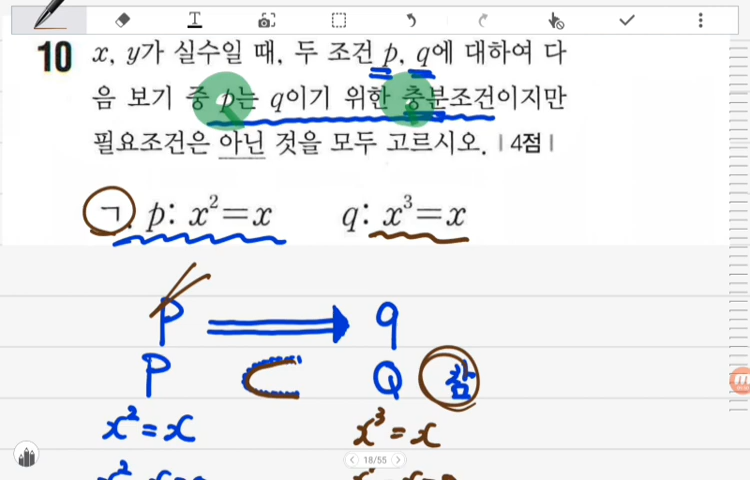 10 x, y가 실수일 때, 두 조건 p, q에 대하여 다
음 보기 중 p는 q이기 위한 충분조건이지만
필요조건은 아닌 것을 모두 고르시오. | 4점 |
ㄱ p: x²=x q: x³=x
P ⟹ q
P ⊂ Q 참
x²=x x³=x
18/55